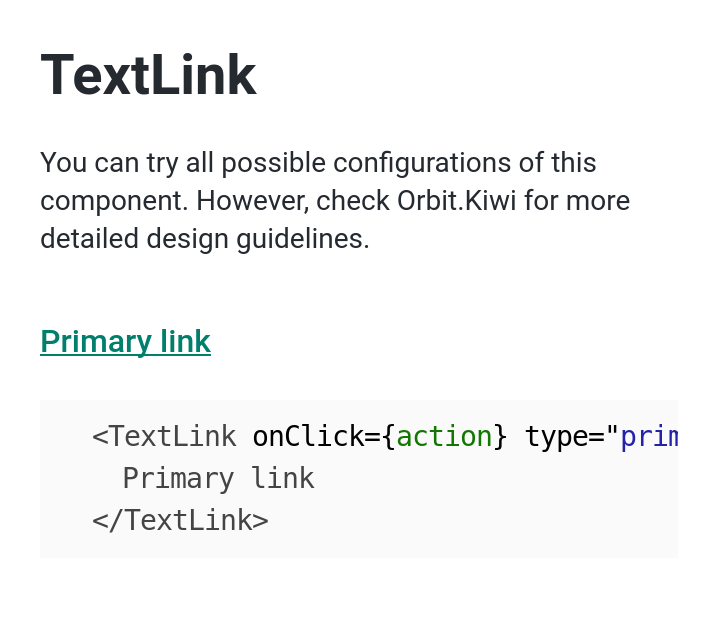 TextLink
You can try all possible configurations of this
component. However, check Orbit.Kiwi for more
detailed design guidelines.
Primary link
<TextLink onClick={action} type="prim
Primary link
</TextLink>